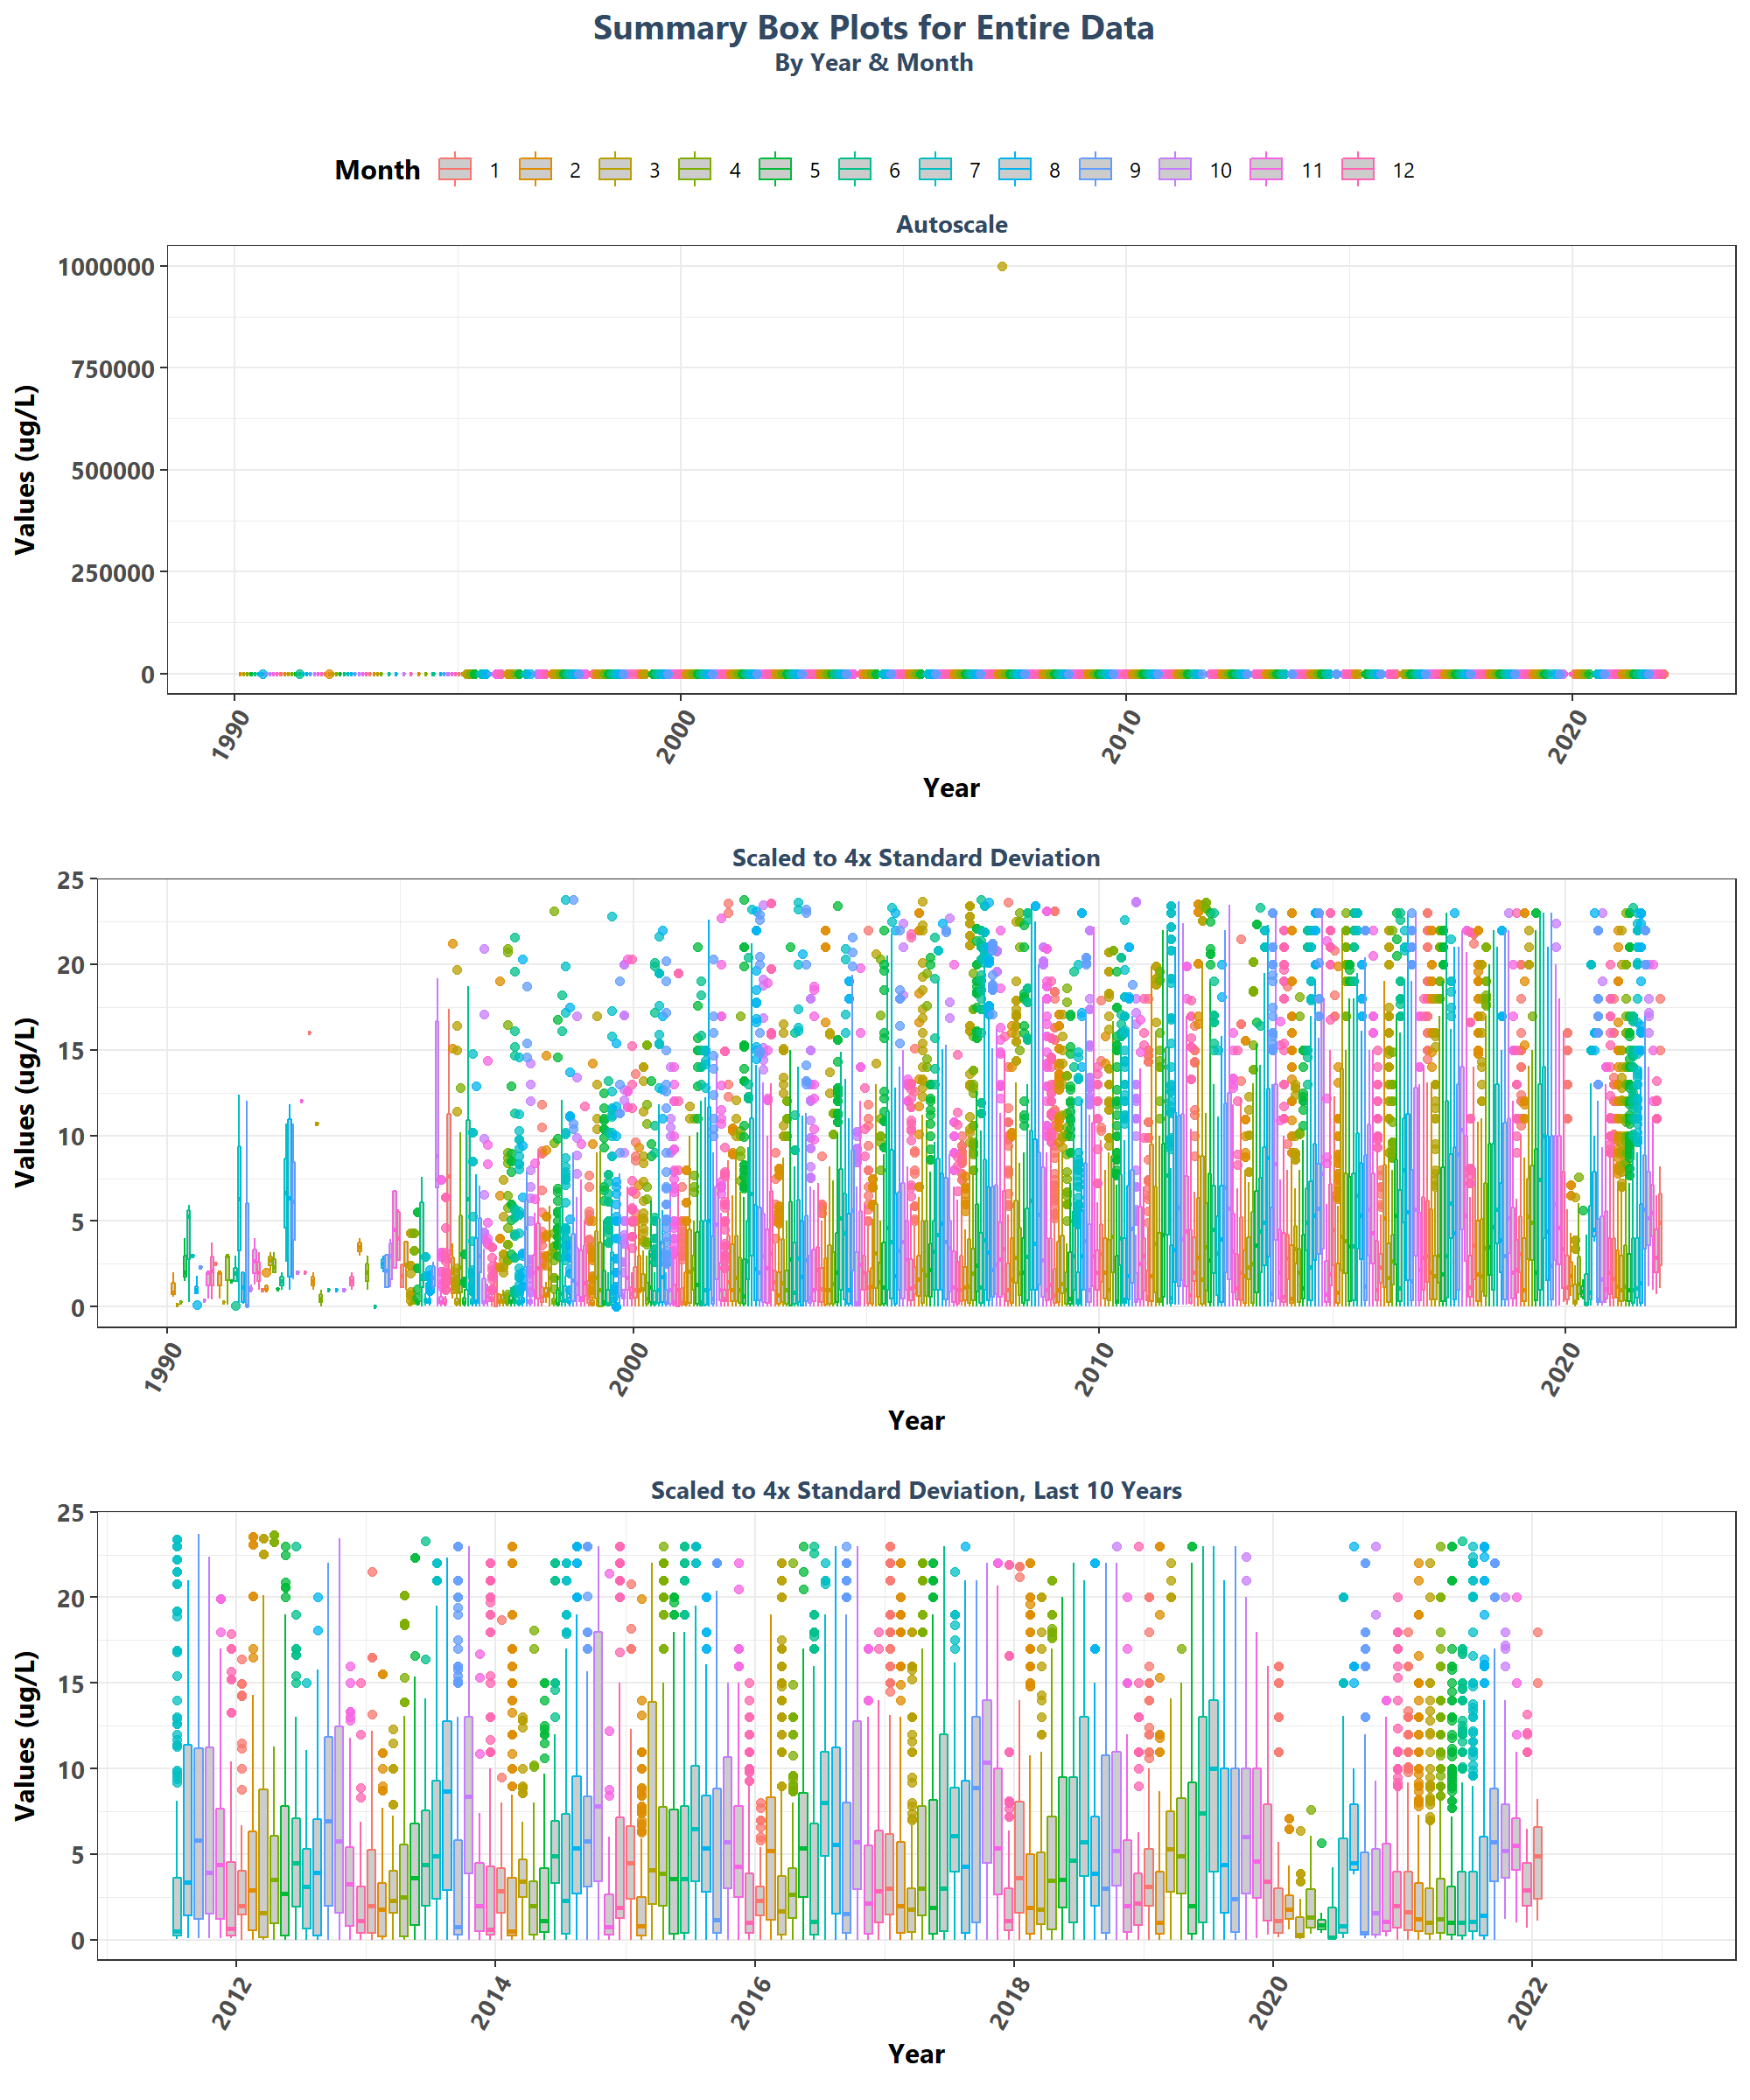 Summary Box Plots for Entire Data
By Year & Month
Month 1 2 3 4 5 6 7 8 9 10 11 12
Autoscale
Values (ug/L)
1000000
750000
500000
250000
0
1990 2000 2010 2020
Year
Scaled to 4x Standard Deviation
Values (ug/L)
25
20
15
10
5
0
1990 2000 2010 2020
Year
Scaled to 4x Standard Deviation, Last 10 Years
Values (ug/L)
25
20
15
10
5
0
2012 2014 2016 2018 2020 2022
Year